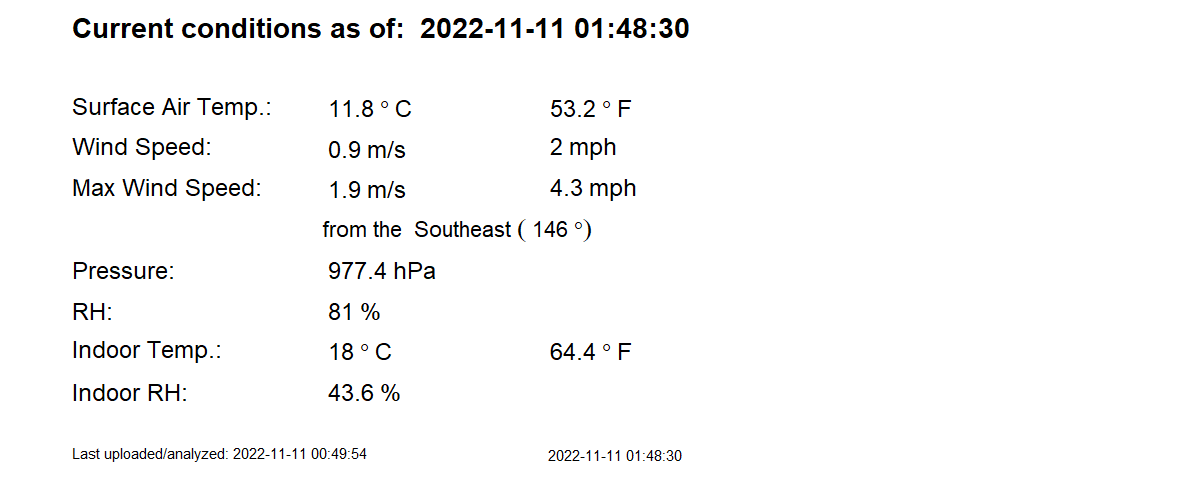 Current conditions as of:  2022-11-11 01:48:30
Surface Air Temp.: 11.8 ° C 53.2 ° F
Wind Speed: 0.9 m/s 2 mph
Max Wind Speed: 1.9 m/s 4.3 mph
from the  Southeast ( 146 °)
Pressure: 977.4 hPa
RH: 81 %
Indoor Temp.: 18 ° C 64.4 ° F
Indoor RH: 43.6 %
Last uploaded/analyzed: 2022-11-11 00:49:54 2022-11-11 01:48:30